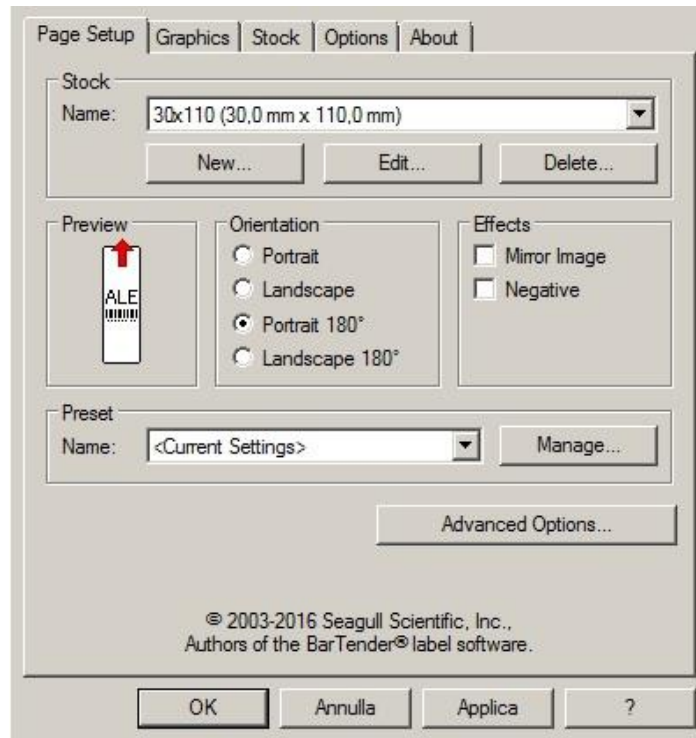 Page Setup Graphics Stock Options About
Stock
Name: 30x110 (30,0 mm x 110,0 mm)
New... Edit... Delete...
Preview Orientation Effects
Portrait Mirror Image
ALE Landscape Negative
Portrait 180°
Landscape 180°
Preset
Name: <Current Settings> Manage...
Advanced Options...
© 2003-2016 Seagull Scientific, Inc.,
Authors of the BarTender® label software.
OK Annulla Applica ?